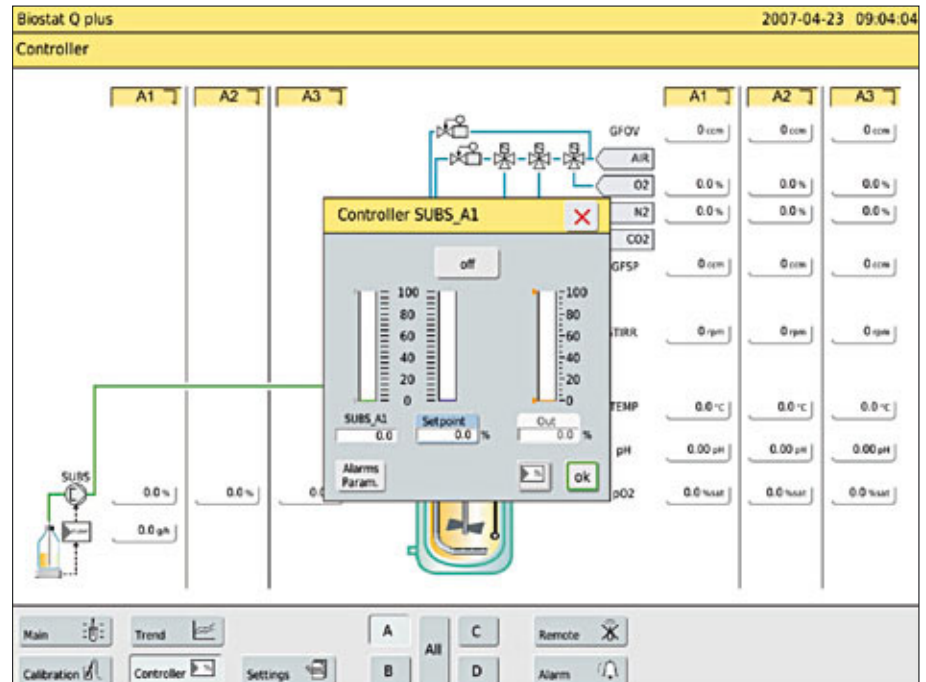 Biostat Q plus 2007-04-23 09:04:04
Controller
A1 A2 A3 A1 A2 A3
GFOV 0 ccm 0 ccm 0 ccm
AIR
O2 0.0 % 0.0 % 0.0 %
N2 0.0 % 0.0 % 0.0 %
CO2
GFSP 0 ccm 0 ccm 0 ccm
STIRR 0 rpm 0 rpm 0 rpm
TEMP 0.0 °C 0.0 °C 0.0 °C
pH 0.00 pH 0.00 pH 0.00 pH
pO2 0.0 %sat 0.0 %sat 0.0 %sat
Controller SUBS_A1
off
100 100
80 80
60 60
40 40
20 20
0 0
SUBS_A1 Setpoint Out
0.0 0.0 % 0.0 %
Alarms
Param.
% ok
SUBS
0.0 % 0.0 % 0.0
0.0 g/h
Main Trend A All C Remote
Calibration Controller Settings B D Alarm